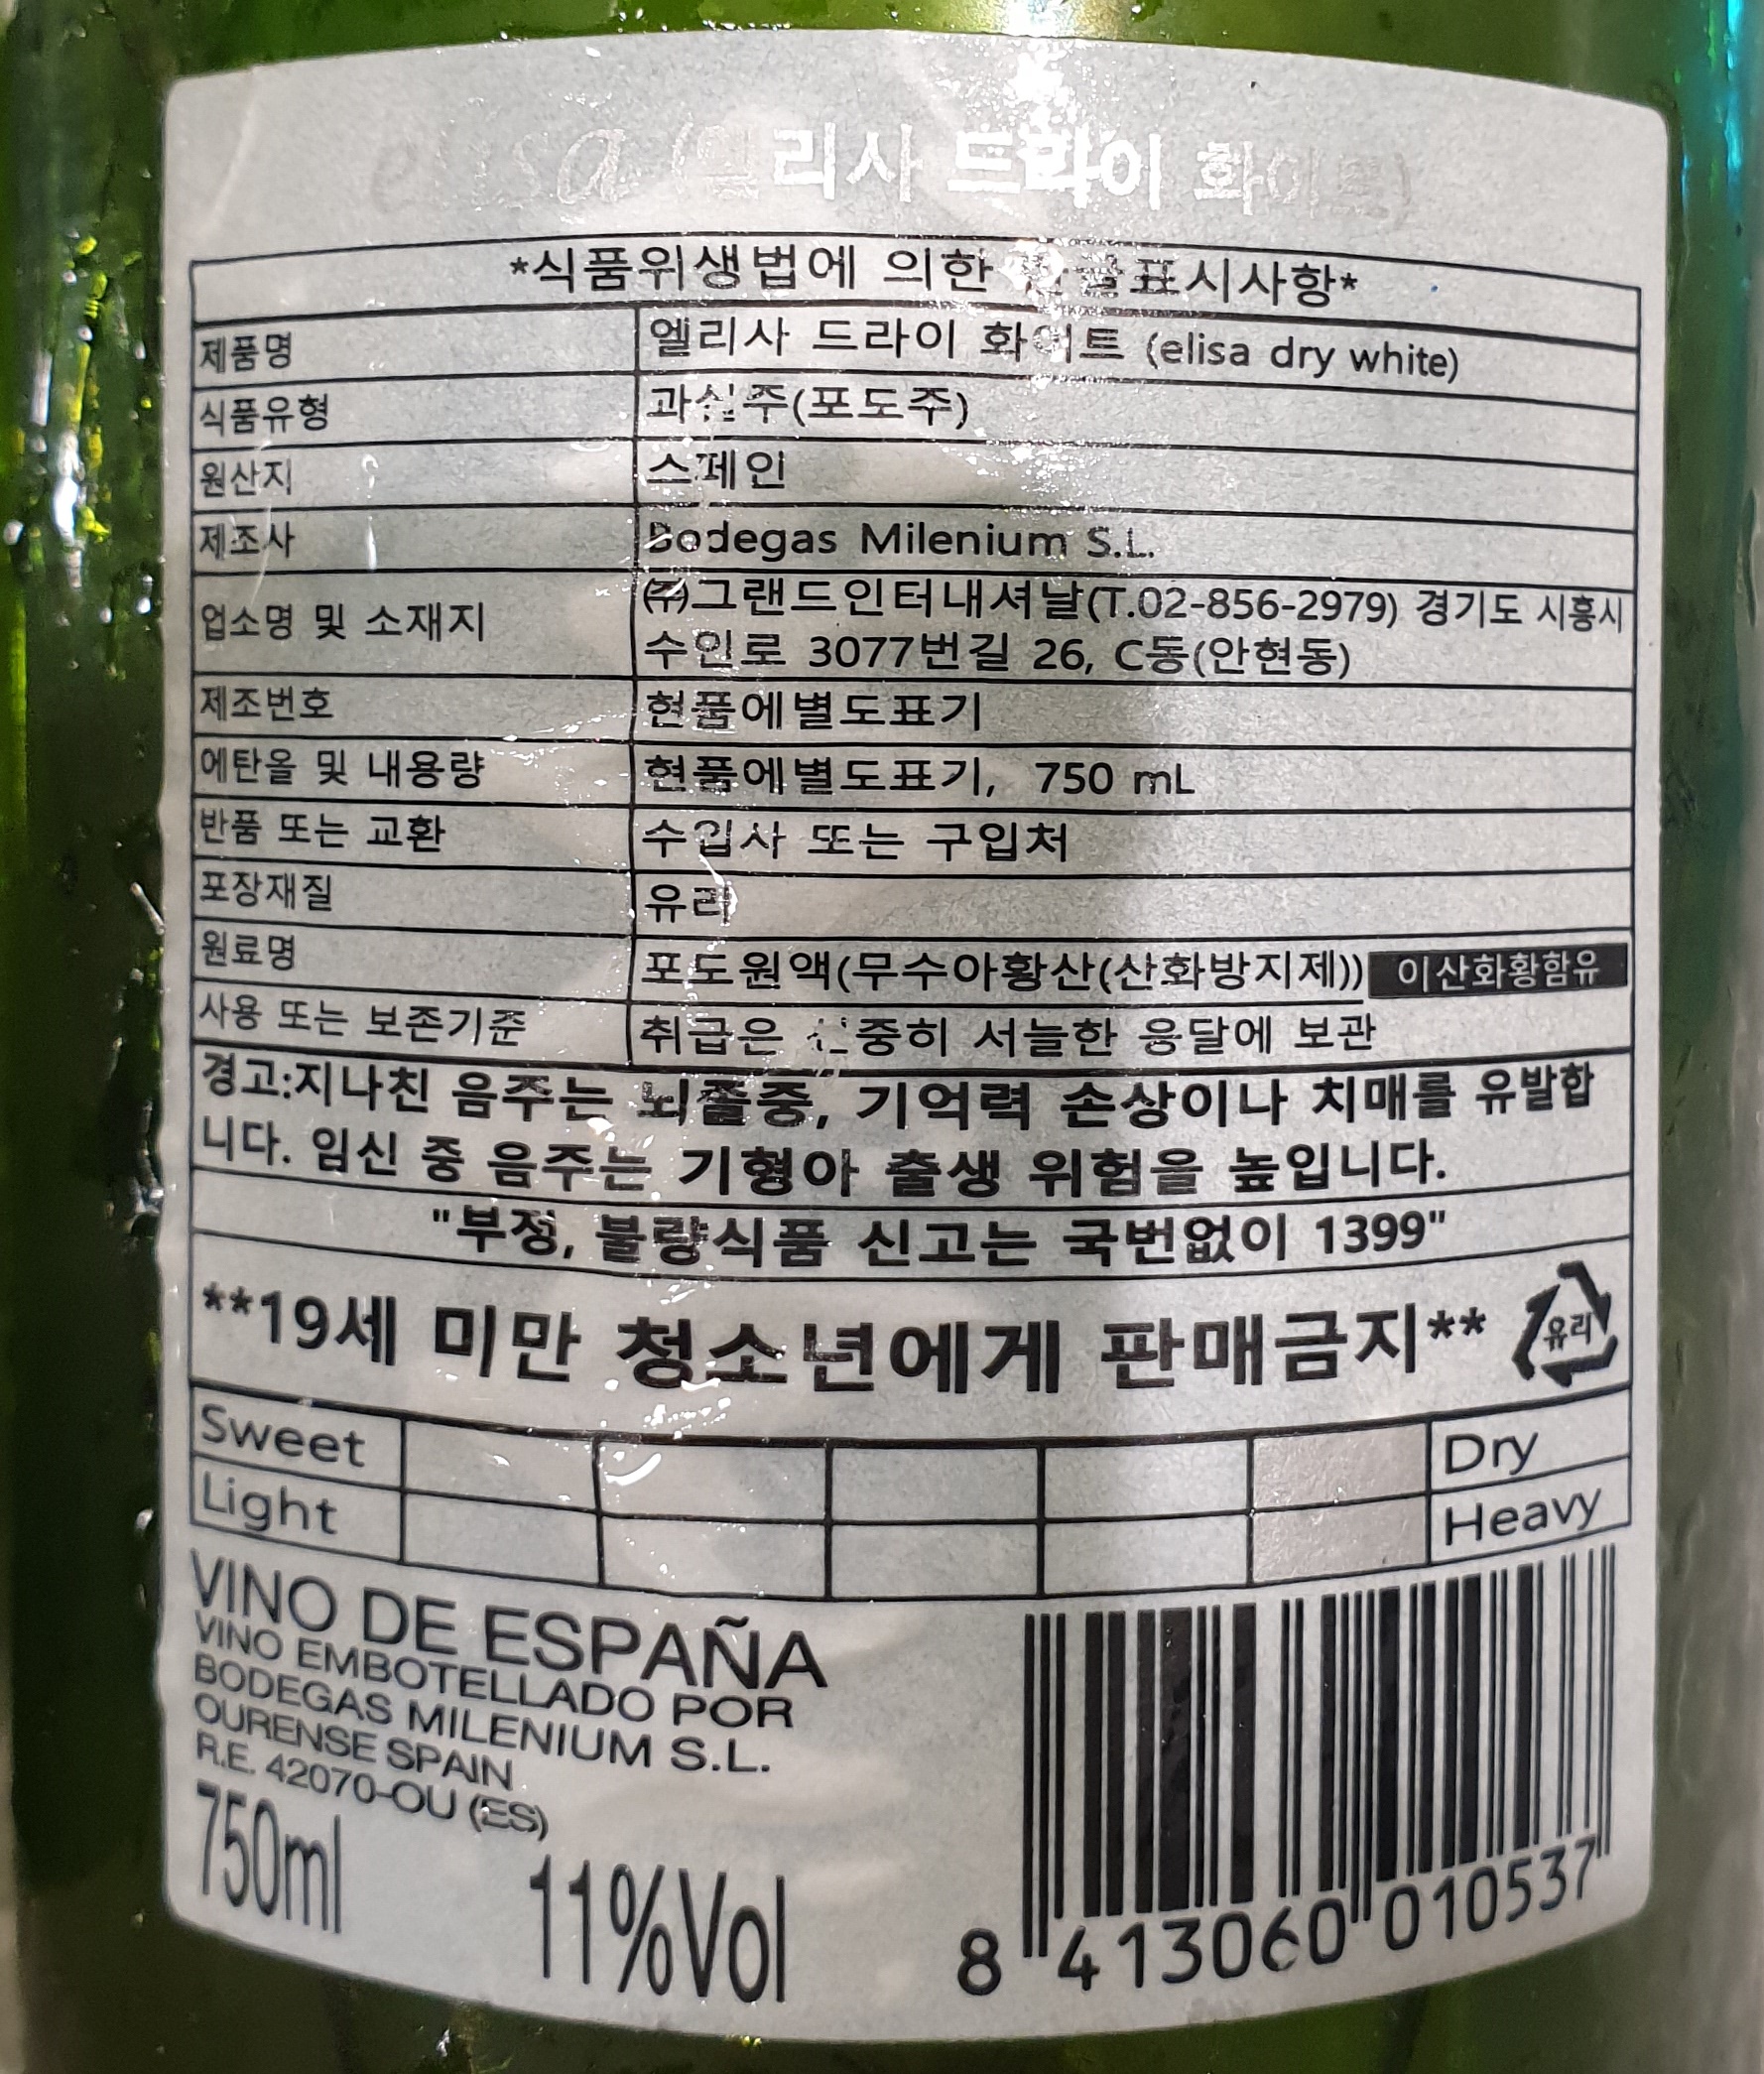 elisa (엘리사 드라이 화이트)
*식품위생법에 의한 한글표시사항*
제품명 엘리사 드라이 화이트 (elisa dry white)
식품유형 과실주(포도주)
원산지 스페인
제조사 Bodegas Milenium S.L.
업소명 및 소재지 ㈜그랜드인터내셔날(T.02-856-2979) 경기도 시흥시
수인로 3077번길 26, C동(안현동)
제조번호 현품에별도표기
에탄올 및 내용량 현품에별도표기, 750 mL
반품 또는 교환 수입사 또는 구입처
포장재질 유리
원료명 포도원액(무수아황산(산화방지제)) 이산화황함유
사용 또는 보존기준 취급은 신중히 서늘한 응달에 보관
경고:지나친 음주는 뇌졸중, 기억력 손상이나 치매를 유발합
니다. 임신 중 음주는 기형아 출생 위험을 높입니다.
"부정, 불량식품 신고는 국번없이 1399"
**19세 미만 청소년에게 판매금지** 유리
Sweet Dry
Light Heavy
VINO DE ESPAÑA
VINO EMBOTELLADO POR
BODEGAS MILENIUM S.L.
OURENSE SPAIN
R.E. 42070-OU (ES)
750ml 11%Vol
8 413060 010537